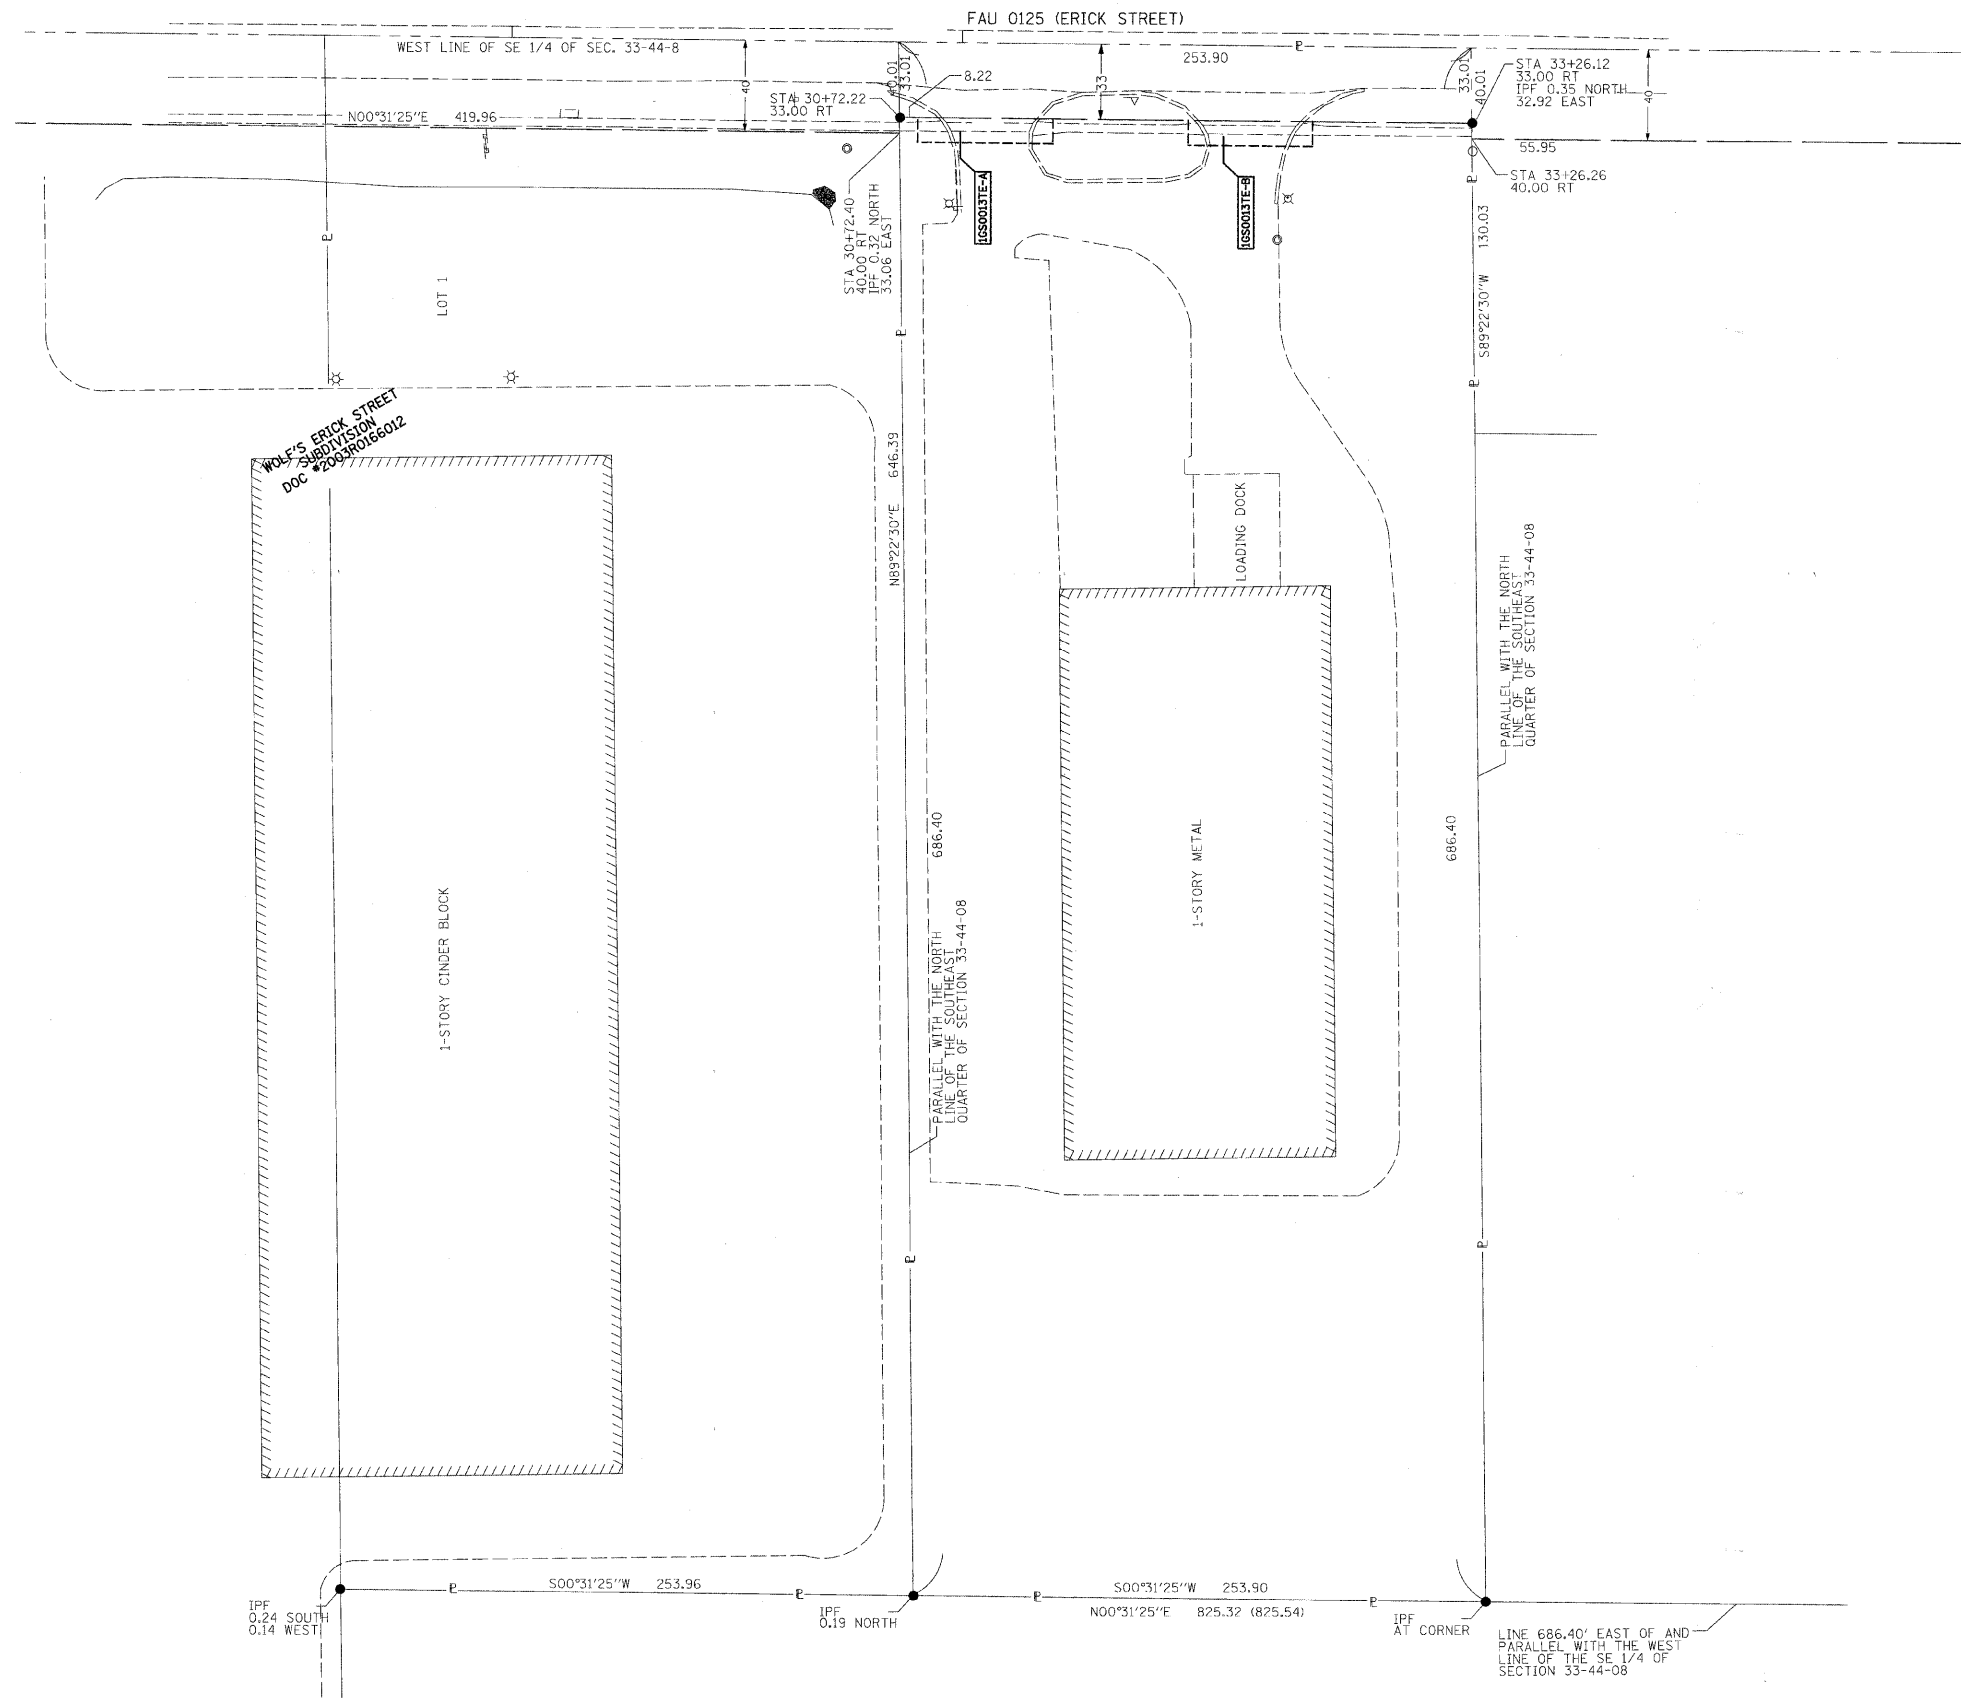 FAU 0125 (ERICK STREET)
WEST LINE OF SE 1/4 OF SEC. 33-44-8
253.90
40
40.01
33.01
8.22
33
33.01
40.01
STA 33+26.12
33.00 RT
IPF 0.35 NORTH
32.92 EAST
40
STA 30+72.22
33.00 RT
N00°31'25"E 419.96
55.95
STA 33+26.26
40.00 RT
STA 30+72.40
40.00 RT
IPF 0.32 NORTH
33.06 EAST
1GS0013TE-A
1GS0013TE-B
S89°22'30"W 130.03
LOT 1
WOLF'S ERICK STREET
SUBDIVISION
DOC #2003R0166012
N89°22'30"E 646.39
LOADING DOCK
PARALLEL WITH THE NORTH
LINE OF THE SOUTHEAST
QUARTER OF SECTION 33-44-08
686.40
686.40
1-STORY METAL
1-STORY CINDER BLOCK
PARALLEL WITH THE NORTH
LINE OF THE SOUTHEAST
QUARTER OF SECTION 33-44-08
S00°31'25"W 253.96
S00°31'25"W 253.90
N00°31'25"E 825.32 (825.54)
IPF
0.24 SOUTH
0.14 WEST
IPF
0.19 NORTH
IPF
AT CORNER
LINE 686.40' EAST OF AND
PARALLEL WITH THE WEST
LINE OF THE SE 1/4 OF
SECTION 33-44-08